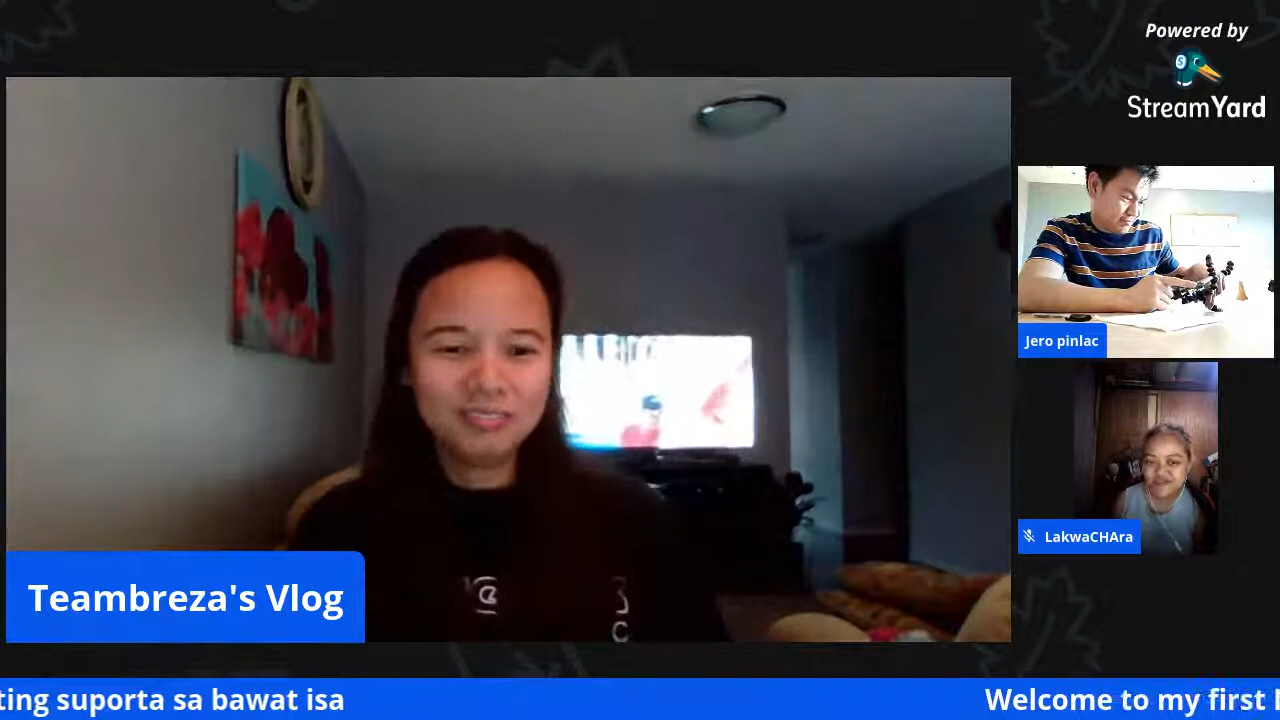 Powered by
StreamYard
Jero pinlac
LakwaCHAra
Teambreza's Vlog
ting suporta sa bawat isa
Welcome to my first